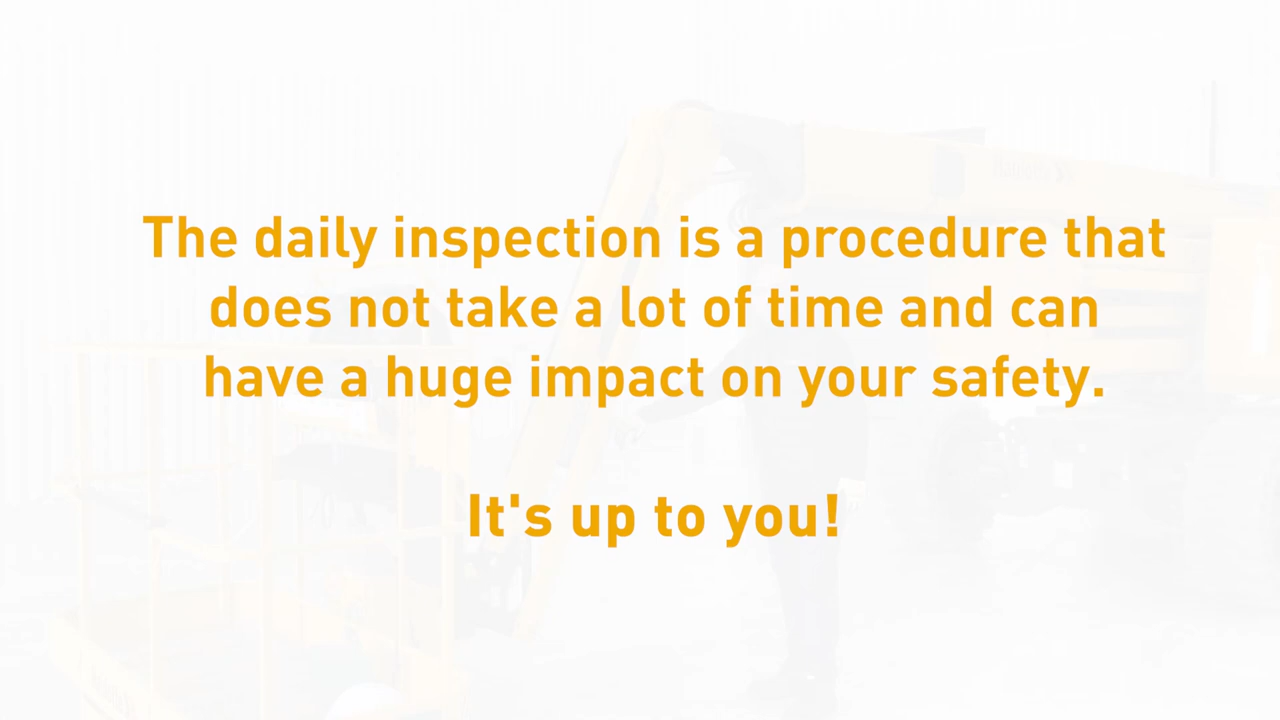 The daily inspection is a procedure that
does not take a lot of time and can
have a huge impact on your safety.
It's up to you!